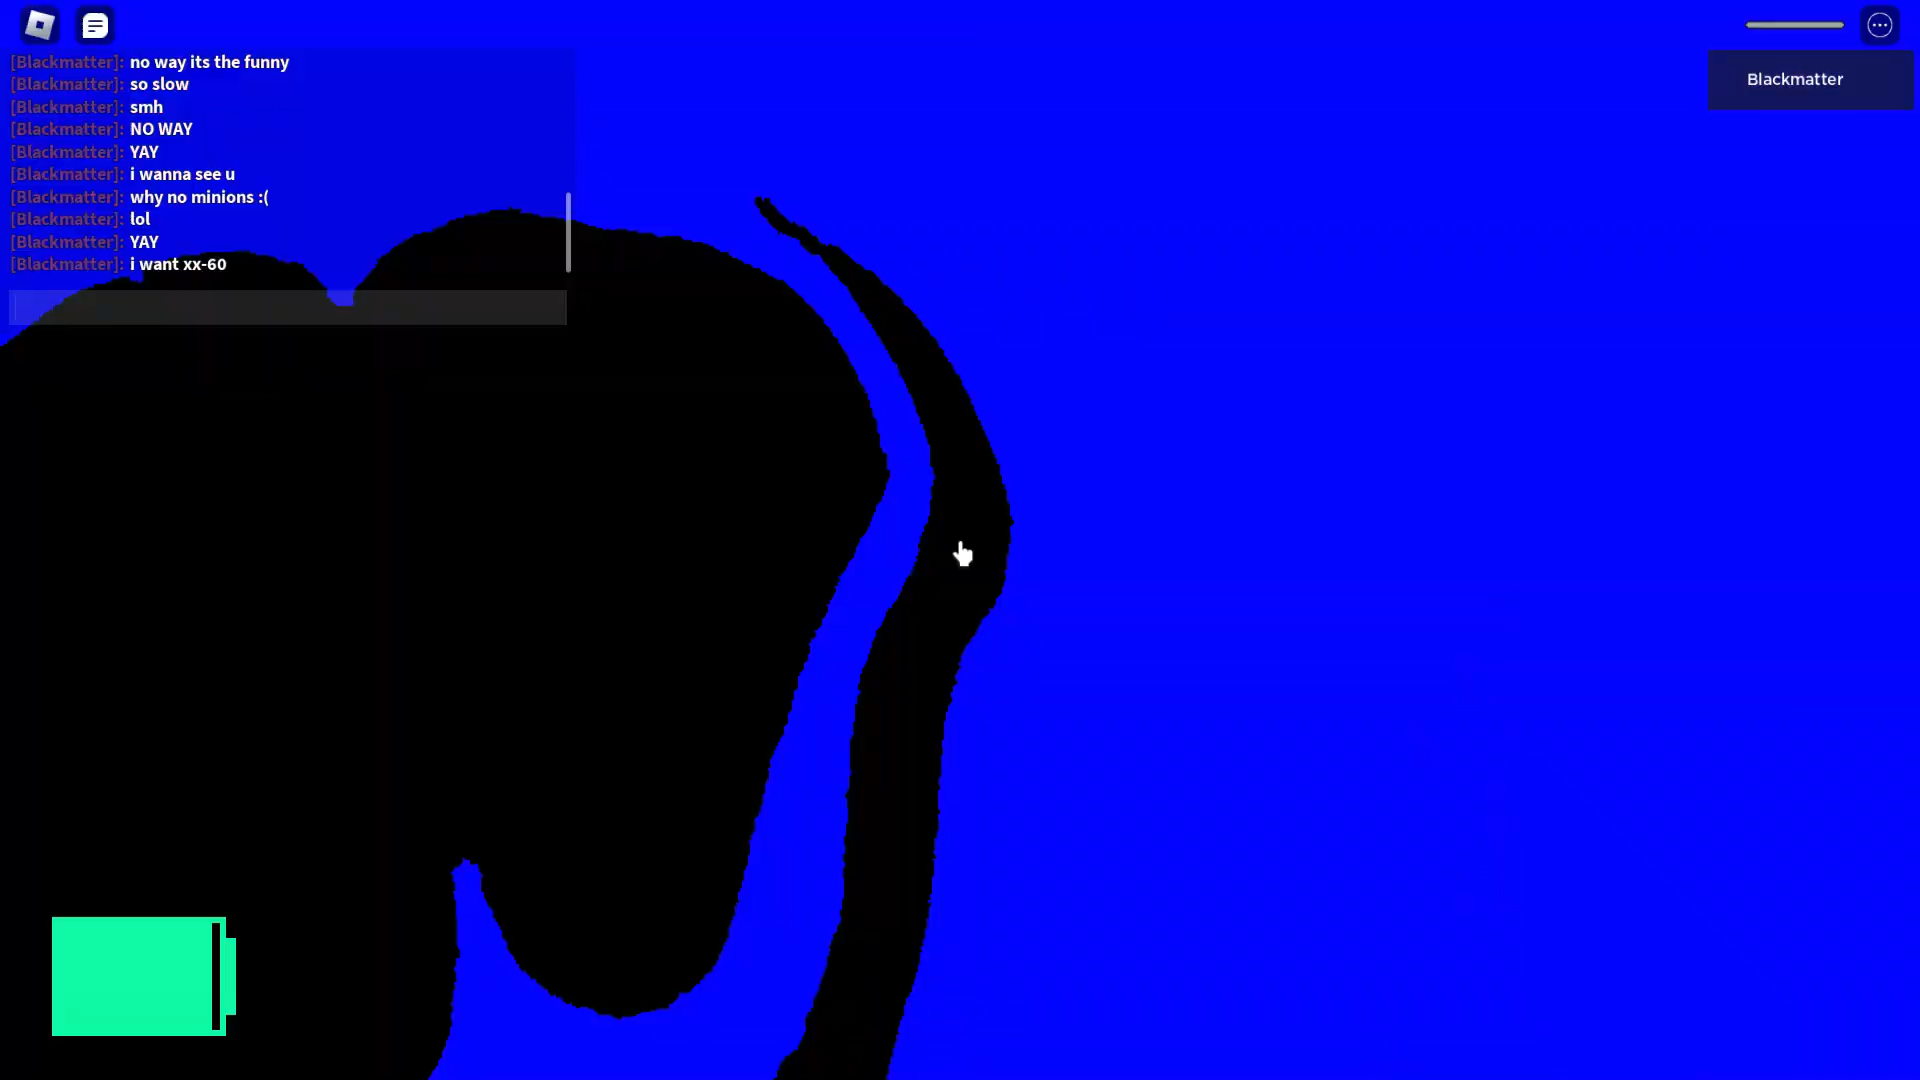 [Blackmatter]: no way its the funny
[Blackmatter]: so slow
[Blackmatter]: smh
[Blackmatter]: NO WAY
[Blackmatter]: YAY
[Blackmatter]: i wanna see u
[Blackmatter]: why no minions :(
[Blackmatter]: lol
[Blackmatter]: YAY
[Blackmatter]: i want xx-60
Blackmatter